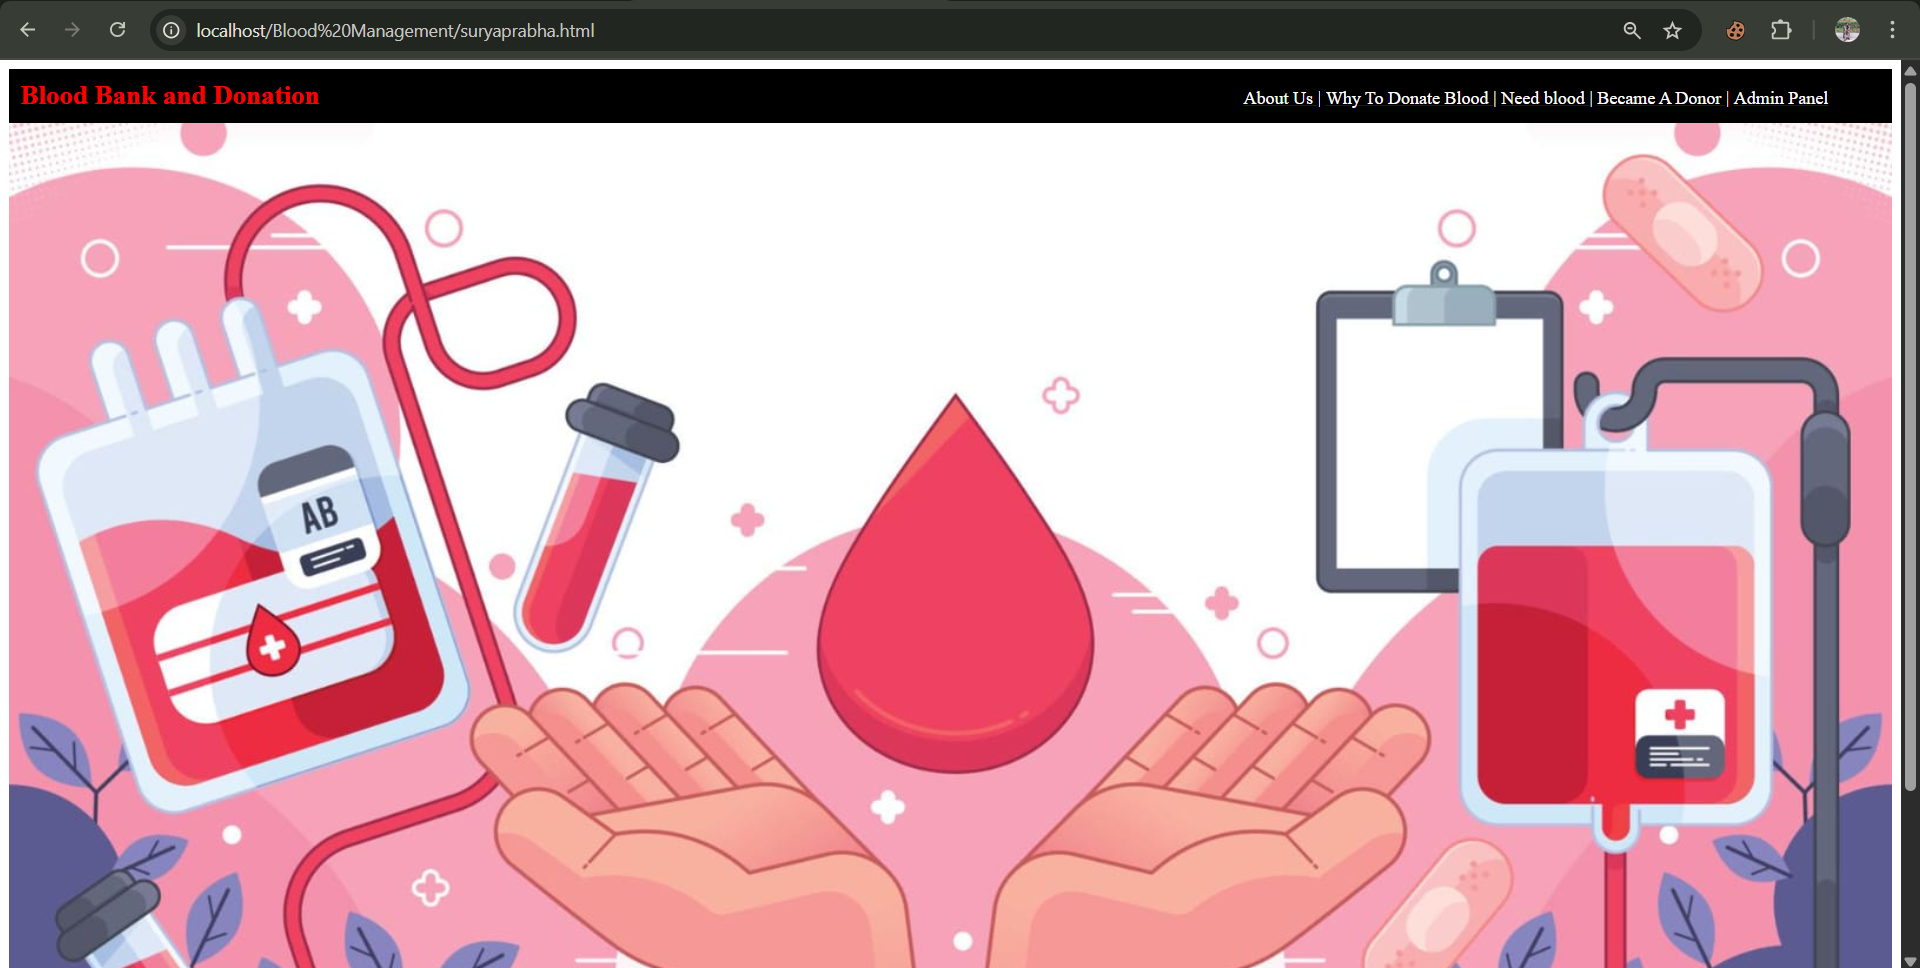 localhost/Blood%20Management/suryaprabha.html
Blood Bank and Donation
About Us | Why To Donate Blood | Need blood | Became A Donor | Admin Panel
AB